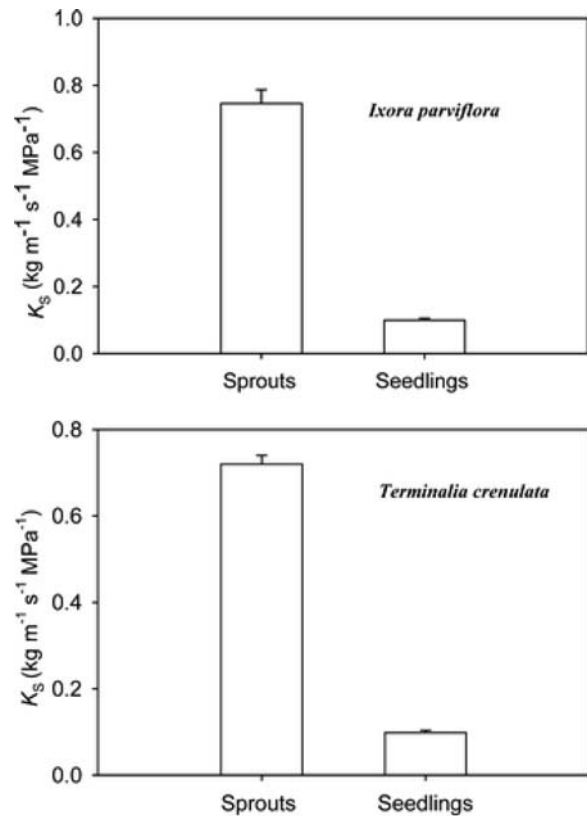 1.0
0.8
0.6
0.4
0.2
0.0
K_S (kg m⁻¹ s⁻¹ MPa⁻¹)
Ixora parviflora
Sprouts Seedlings
0.8
0.6
0.4
0.2
0.0
K_S (kg m⁻¹ s⁻¹ MPa⁻¹)
Terminalia crenulata
Sprouts Seedlings